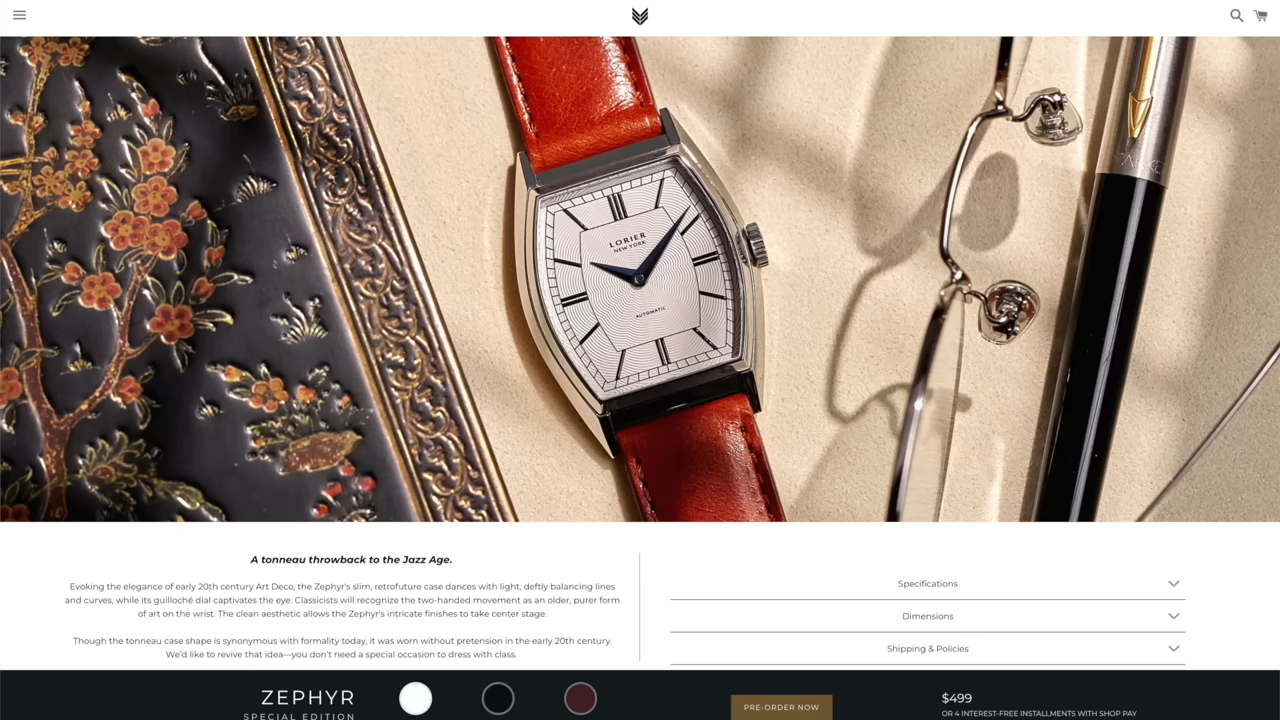 LORIER
NEW YORK
AUTOMATIC
A tonneau throwback to the Jazz Age.
Evoking the elegance of early 20th century Art Deco, the Zephyr's slim, retrofuture case dances with light, deftly balancing lines
and curves, while its guilloché dial captivates the eye. Classicists will recognize the two-handed movement as an older, purer form
of art on the wrist. The clean aesthetic allows the Zephyr's intricate finishes to take center stage.
Though the tonneau case shape is synonymous with formality today, it was worn without pretension in the early 20th century.
We'd like to revive that idea—you don't need a special occasion to dress with class.
Specifications
Dimensions
Shipping & Policies
ZEPHYR
SPECIAL EDITION
PRE-ORDER NOW
$499
OR 4 INTEREST-FREE INSTALLMENTS WITH SHOP PAY